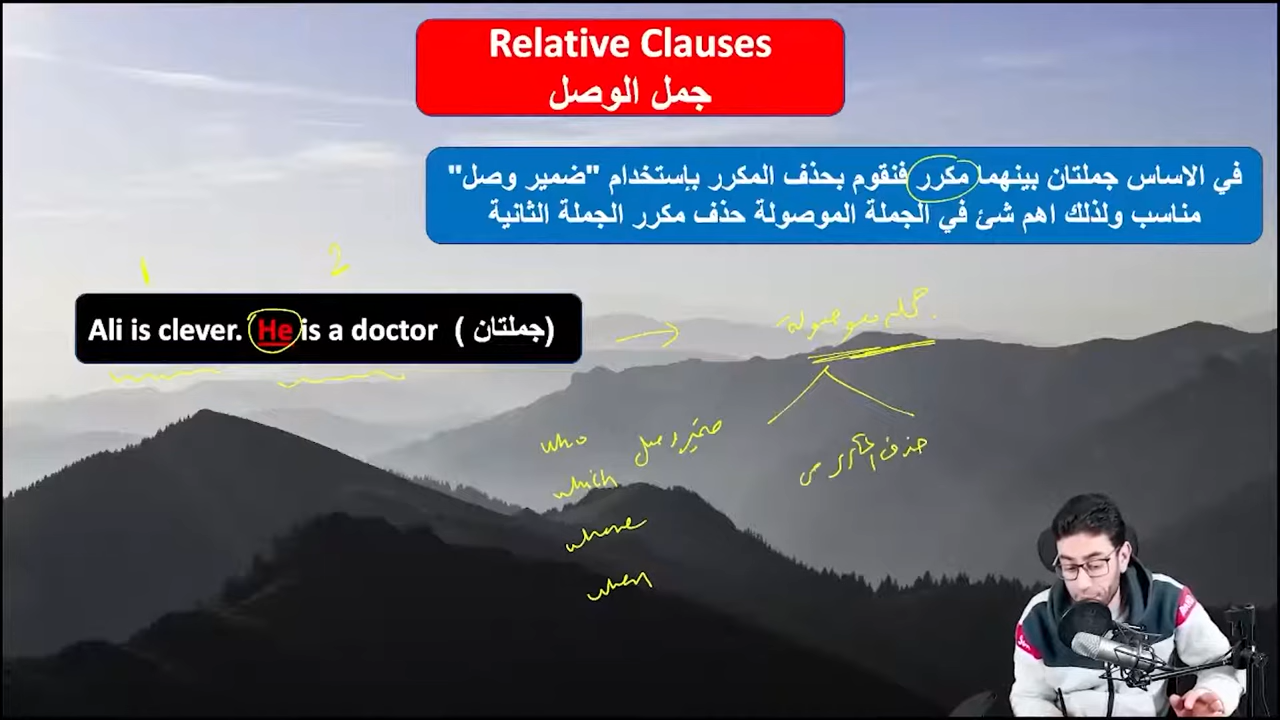 Relative Clauses
جمل الوصل
في الاساس جملتان بينهما مكرر فنقوم بحذف المكرر بإستخدام "ضمير وصل"
مناسب ولذلك اهم شئ في الجملة الموصولة حذف مكرر الجملة الثانية
1 2
Ali is clever. He is a doctor ( جملتان)
جملة موصولة
who
ضمير وصل
which
when